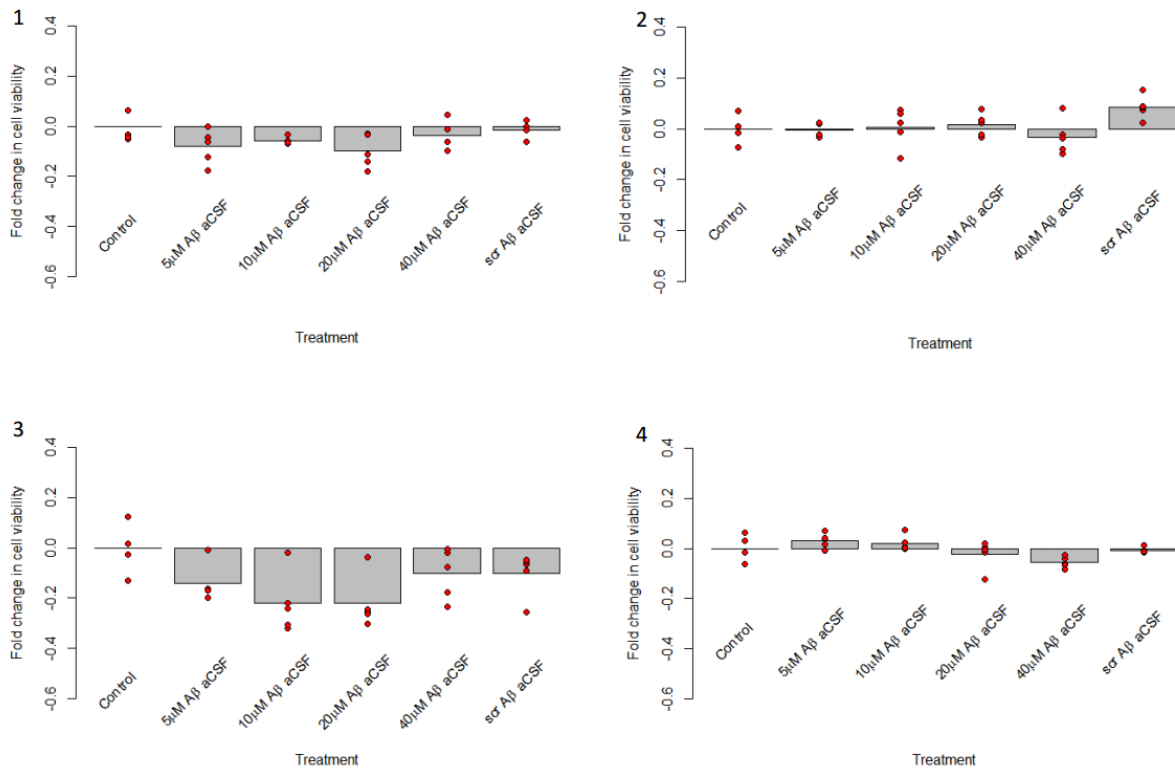 1
Fold change in cell viability
0.4
0.2
0.0
-0.2
-0.4
-0.6
Control
5µM Aβ aCSF
10µM Aβ aCSF
20µM Aβ aCSF
40µM Aβ aCSF
scr Aβ aCSF
Treatment
2
Fold change in cell viability
0.4
0.2
0.0
-0.2
-0.4
-0.6
Control
5µM Aβ aCSF
10µM Aβ aCSF
20µM Aβ aCSF
40µM Aβ aCSF
scr Aβ aCSF
Treatment
3
Fold change in cell viability
0.4
0.2
0.0
-0.2
-0.4
-0.6
Control
5µM Aβ aCSF
10µM Aβ aCSF
20µM Aβ aCSF
40µM Aβ aCSF
scr Aβ aCSF
Treatment
4
Fold change in cell viability
0.4
0.2
0.0
-0.2
-0.4
-0.6
Control
5µM Aβ aCSF
10µM Aβ aCSF
20µM Aβ aCSF
40µM Aβ aCSF
scr Aβ aCSF
Treatment